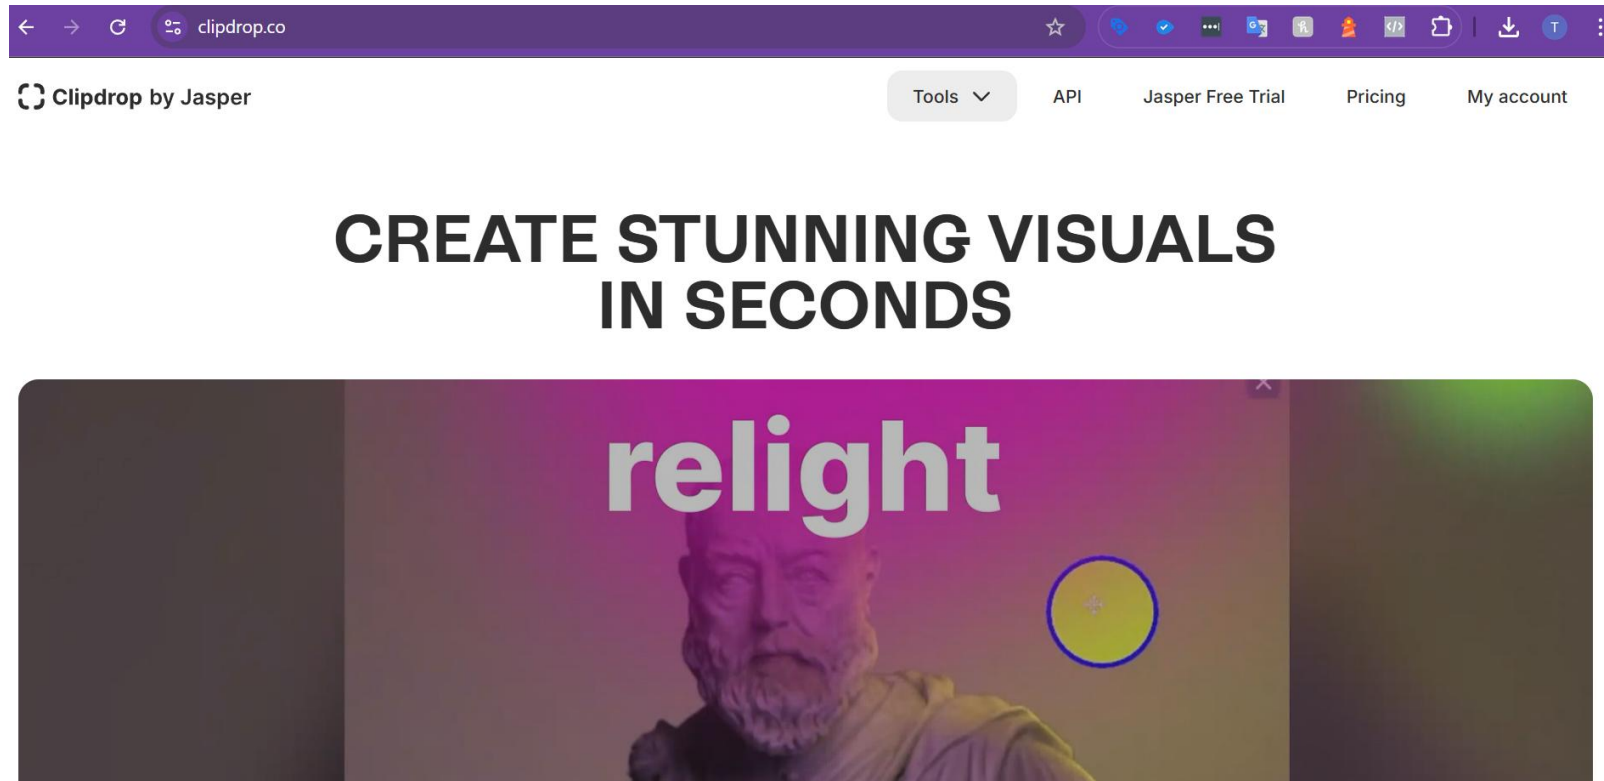 clipdrop.co
T
Clipdrop by Jasper
Tools
API
Jasper Free Trial
Pricing
My account
CREATE STUNNING VISUALS
IN SECONDS
relight